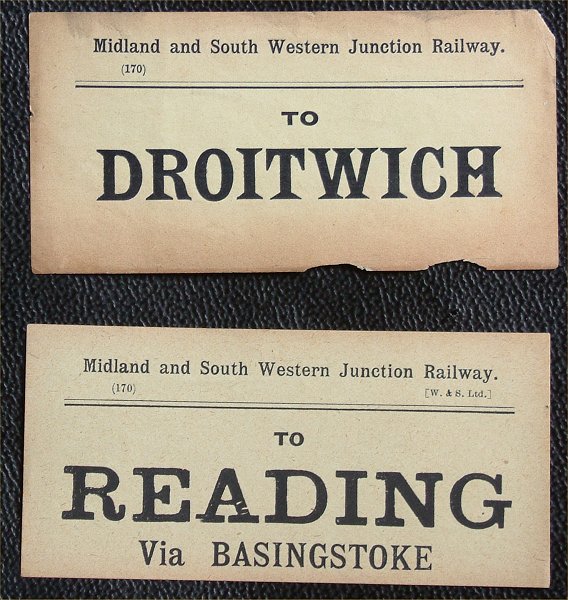 Midland and South Western Junction Railway.
(170)
TO
DROITWICH
Midland and South Western Junction Railway.
(170) [W. & S. Ltd.]
TO
READING
Via BASINGSTOKE